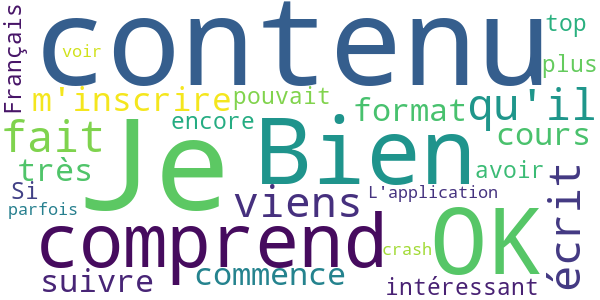 Français
contenu
top
voir
plus
m'inscrire
pouvait
format
qu'il
encore
fait
Je
Bien
cours
très
avoir
Si
viens
L'application
écrit
parfois
comprend
crash
OK
suivre
commence
intéressant